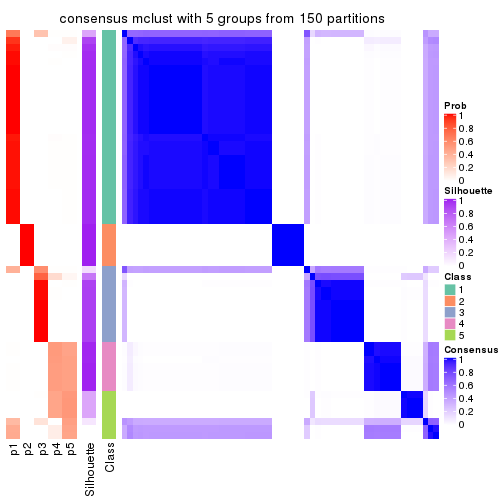 consensus mclust with 5 groups from 150 partitions
Prob
1
0.8
0.6
0.4
0.2
0
Silhouette
1
0.8
0.6
0.4
0.2
0
Class
1
2
3
4
5
Consensus
1
0.8
0.6
0.4
0.2
0
p1
p2
p3
p4
p5
Silhouette
Class